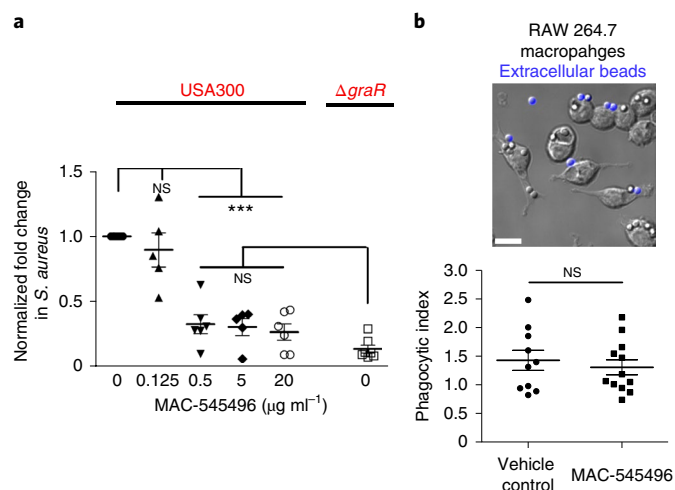 a
USA300
ΔgraR
Normalized fold change
in S. aureus
1.5
1.0
0.5
0
NS
***
NS
0 0.125 0.5 5 20 0
MAC-545496 (μg ml⁻¹)
b
RAW 264.7
macropahges
Extracellular beads
Phagocytic index
3.0
2.5
2.0
1.5
1.0
0.5
0
NS
Vehicle
control
MAC-545496